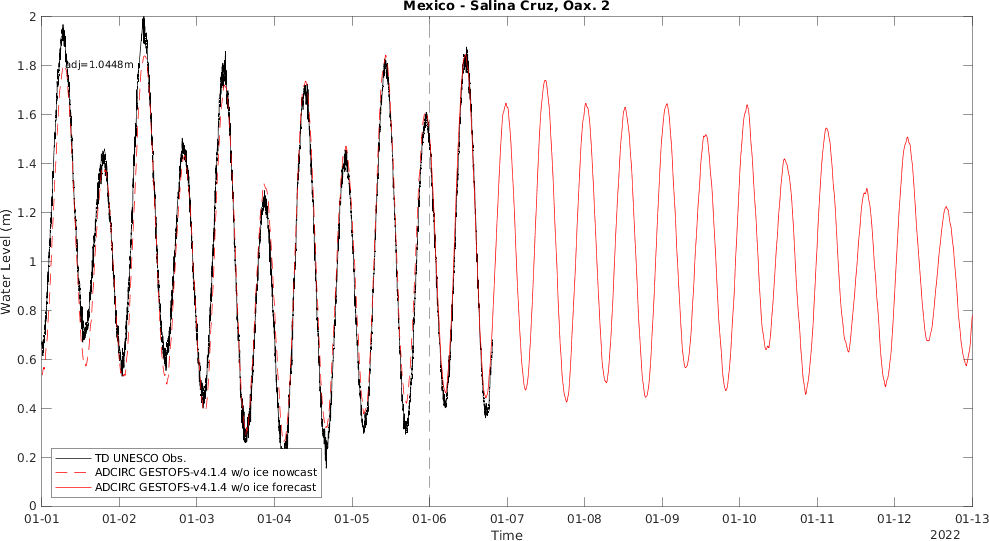 Mexico - Salina Cruz, Oax. 2
2
1.8
1.6
1.4
1.2
1
0.8
0.6
0.4
0.2
0
Water Level (m)
adj=1.0448m
TD UNESCO Obs.
ADCIRC GESTOFS-v4.1.4 w/o ice nowcast
ADCIRC GESTOFS-v4.1.4 w/o ice forecast
01-01 01-02 01-03 01-04 01-05 01-06 01-07 01-08 01-09 01-10 01-11 01-12 01-13
Time
2022